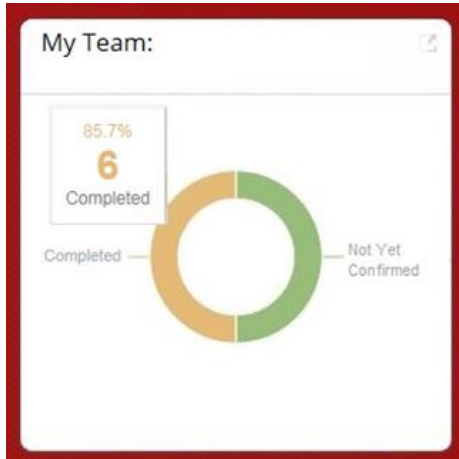 My Team:
85.7%
6
Completed
Completed
Not Yet
Confirmed